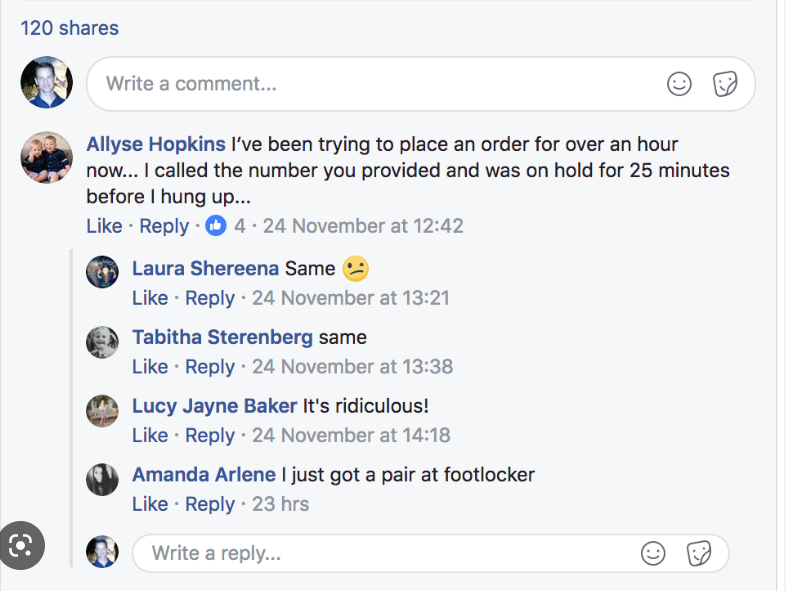 120 shares
Write a comment...
Allyse Hopkins I’ve been trying to place an order for over an hour
now... I called the number you provided and was on hold for 25 minutes
before I hung up...
Like · Reply · 4 · 24 November at 12:42
Laura Shereena Same 😕
Like · Reply · 24 November at 13:21
Tabitha Sterenberg same
Like · Reply · 24 November at 13:38
Lucy Jayne Baker It's ridiculous!
Like · Reply · 24 November at 14:18
Amanda Arlene I just got a pair at footlocker
Like · Reply · 23 hrs
Write a reply...